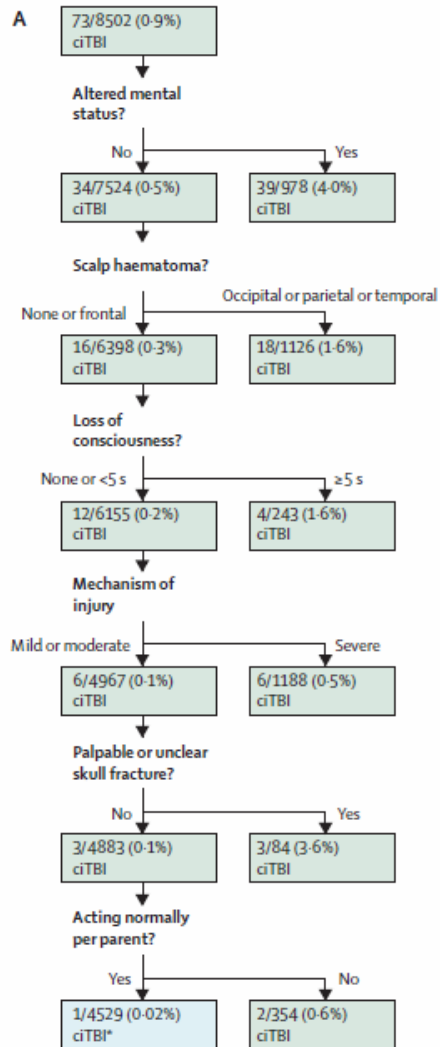 A
73/8502 (0·9%)
ciTBI
Altered mental
status?
No
Yes
34/7524 (0·5%)
ciTBI
39/978 (4·0%)
ciTBI
Scalp haematoma?
None or frontal
Occipital or parietal or temporal
16/6398 (0·3%)
ciTBI
18/1126 (1·6%)
ciTBI
Loss of
consciousness?
None or <5 s
≥5 s
12/6155 (0·2%)
ciTBI
4/243 (1·6%)
ciTBI
Mechanism of
injury
Mild or moderate
Severe
6/4967 (0·1%)
ciTBI
6/1188 (0·5%)
ciTBI
Palpable or unclear
skull fracture?
No
Yes
3/4883 (0·1%)
ciTBI
3/84 (3·6%)
ciTBI
Acting normally
per parent?
Yes
No
1/4529 (0·02%)
ciTBI*
2/354 (0·6%)
ciTBI